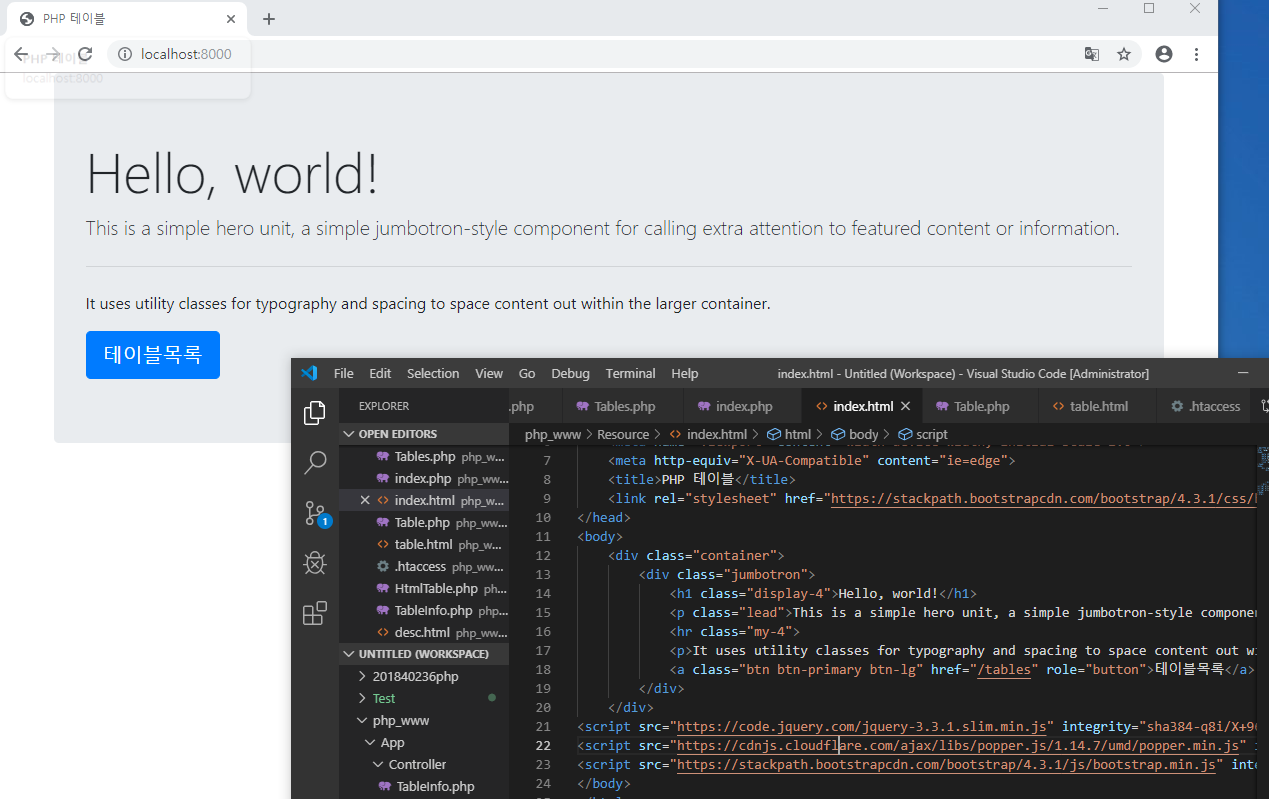 PHP 테이블
localhost:8000
PHP 테이블
localhost:8000
Hello, world!
This is a simple hero unit, a simple jumbotron-style component for calling extra attention to featured content or information.
It uses utility classes for typography and spacing to space content out within the larger container.
테이블목록
File Edit Selection View Go Debug Terminal Help index.html - Untitled (Workspace) - Visual Studio Code [Administrator]
EXPLORER
.php Tables.php index.php index.html Table.php table.html .htaccess
OPEN EDITORS
php_www > Resource > index.html > html > body > script
Tables.php php_w...
index.php php_w...
index.html php_w...
Table.php php_www...
table.html php_w...
.htaccess php_ww...
HtmlTable.php ph...
TableInfo.php php...
desc.html php_ww...
1
UNTITLED (WORKSPACE)
201840236php
Test
php_www
App
Controller
TableInfo.php
7 <meta http-equiv="X-UA-Compatible" content="ie=edge">
8 <title>PHP 테이블</title>
9 <link rel="stylesheet" href="https://stackpath.bootstrapcdn.com/bootstrap/4.3.1/css/
10 </head>
11 <body>
12 <div class="container">
13 <div class="jumbotron">
14 <h1 class="display-4">Hello, world!</h1>
15 <p class="lead">This is a simple hero unit, a simple jumbotron-style compone
16 <hr class="my-4">
17 <p>It uses utility classes for typography and spacing to space content out wi
18 <a class="btn btn-primary btn-lg" href="/tables" role="button">테이블목록</a>
19 </div>
20 </div>
21 <script src="https://code.jquery.com/jquery-3.3.1.slim.min.js" integrity="sha384-q8i/X+9
22 <script src="https://cdnjs.cloudflare.com/ajax/libs/popper.js/1.14.7/umd/popper.min.js" i
23 <script src="https://stackpath.bootstrapcdn.com/bootstrap/4.3.1/js/bootstrap.min.js" inte
24 </body>